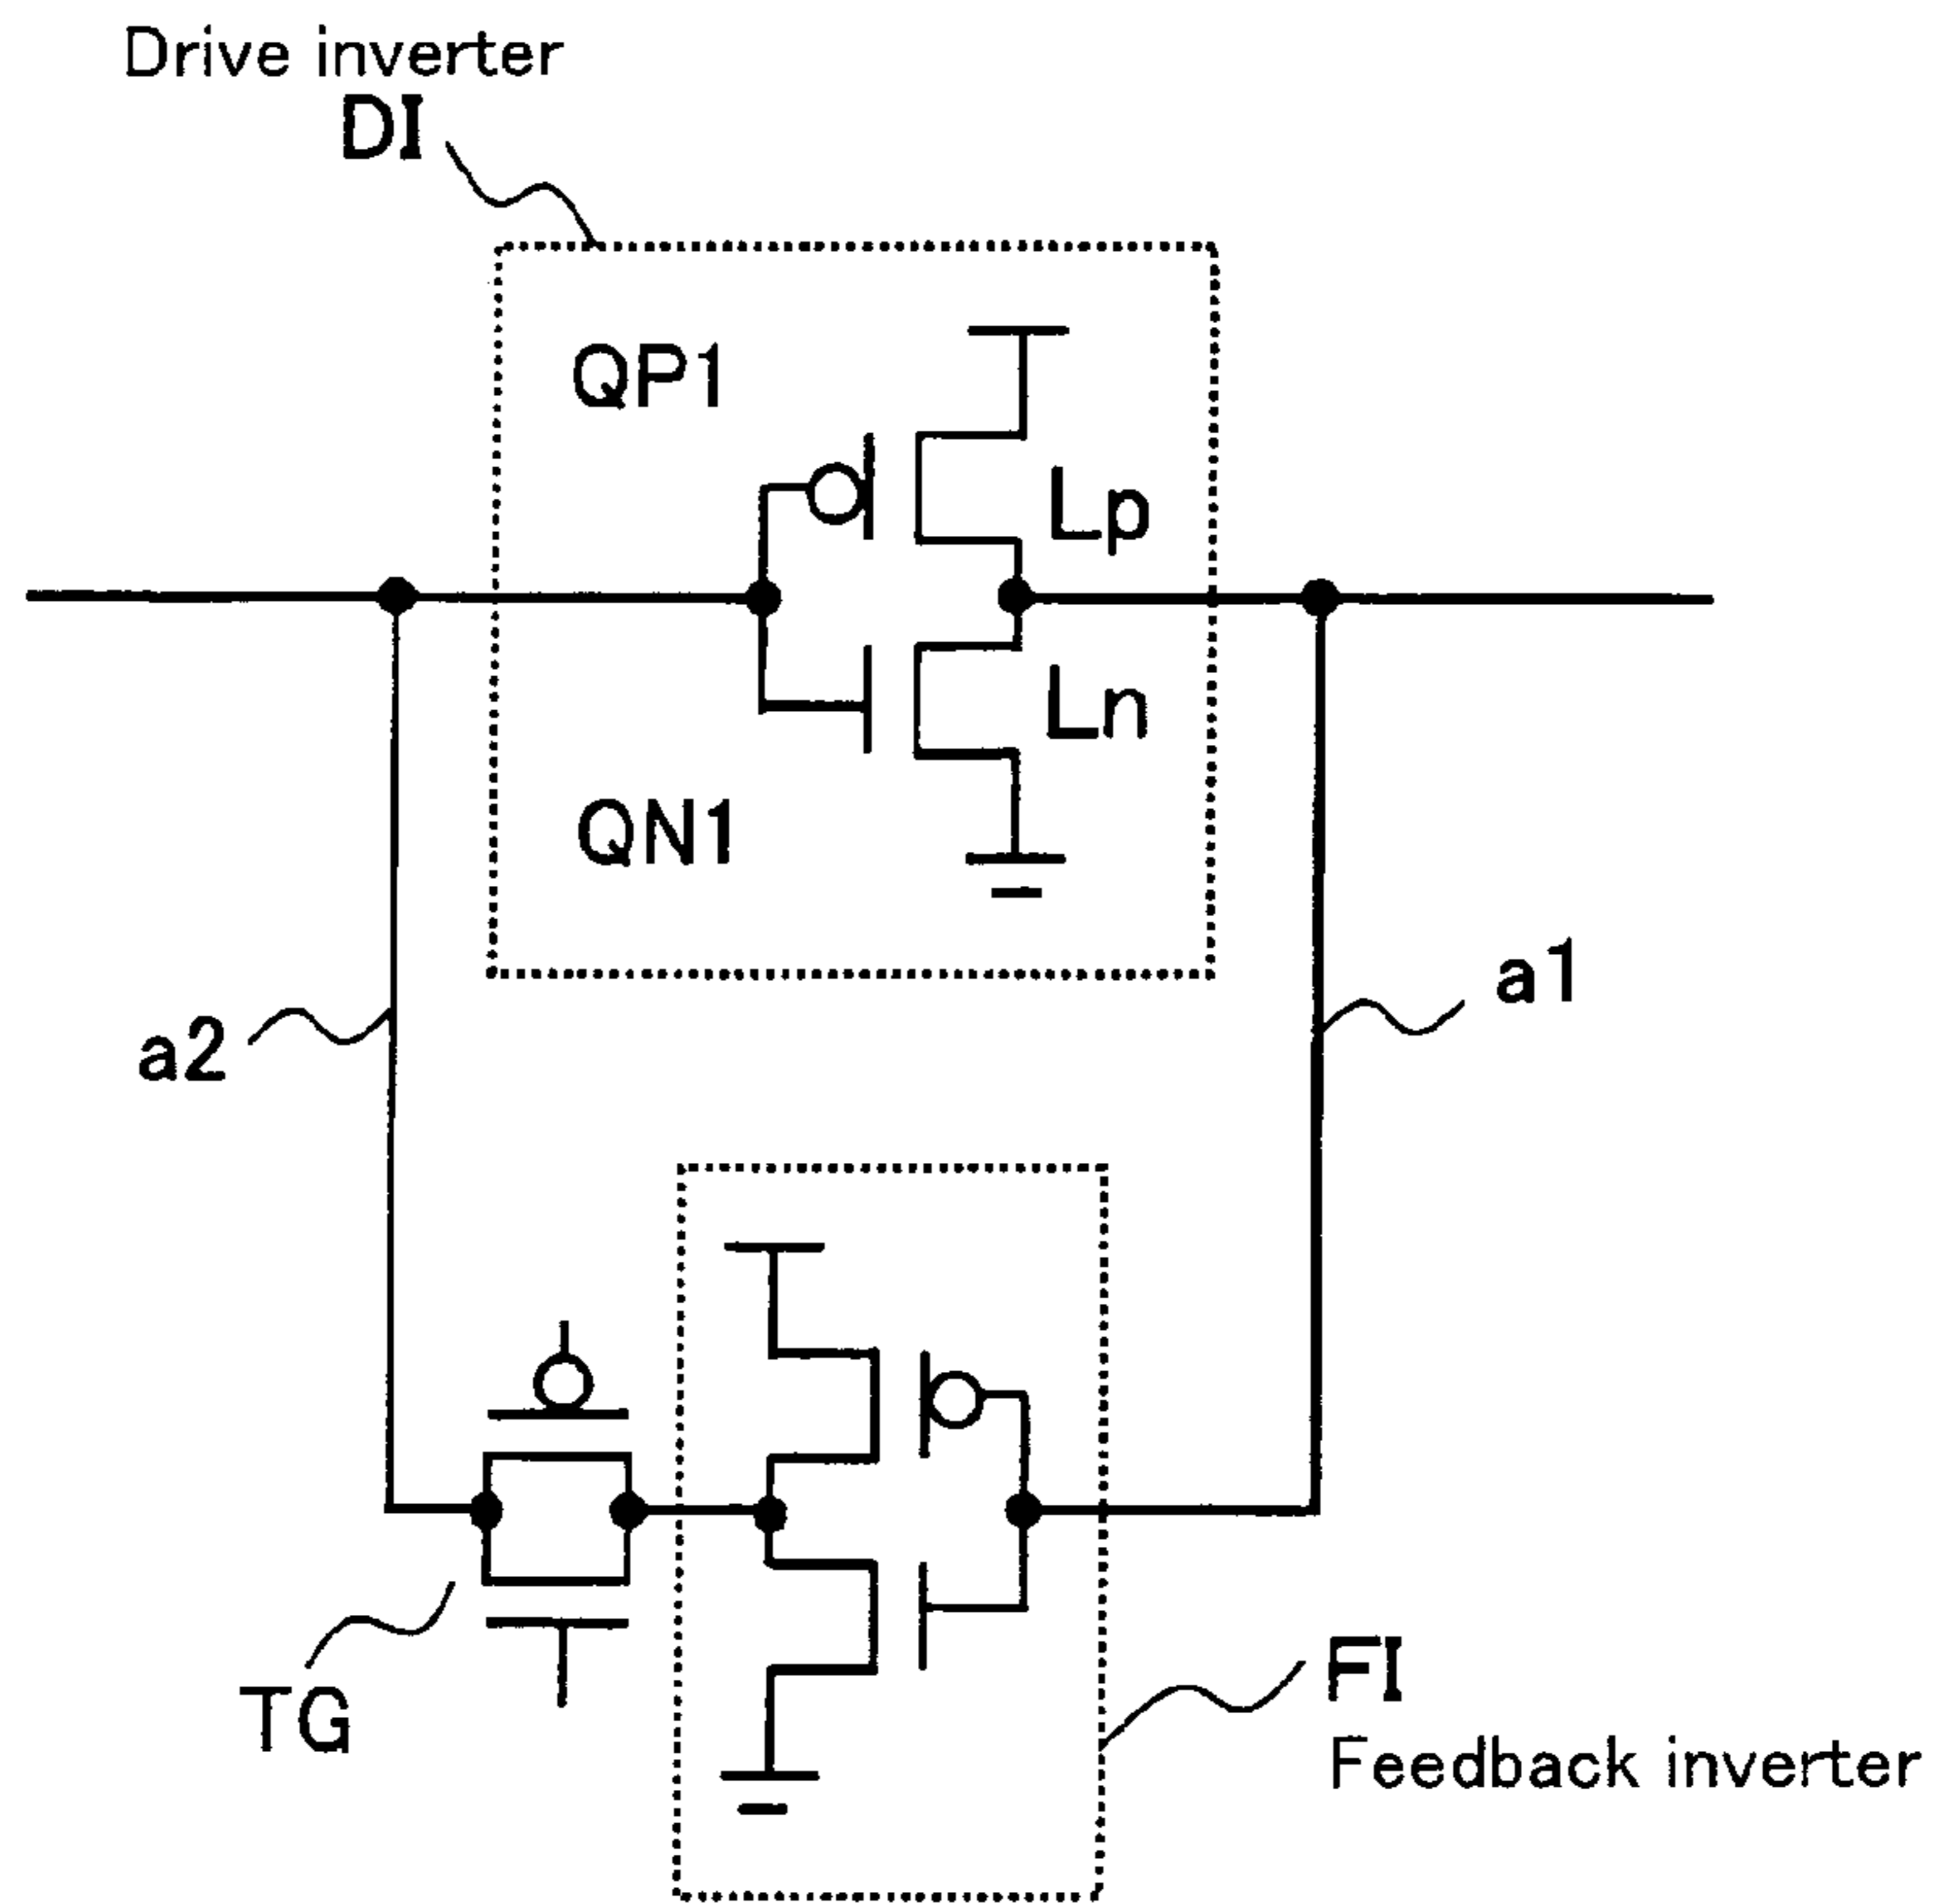 Drive inverter
DI
QP1
Lp
Ln
QN1
a1
a2
TG
FI
Feedback inverter